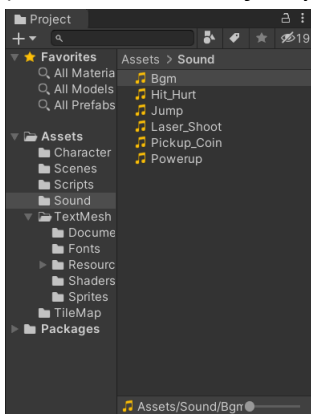 Project
19
Favorites
All Materia
All Models
All Prefabs
Assets
Character
Scenes
Scripts
Sound
TextMesh
Docume
Fonts
Resourc
Shaders
Sprites
TileMap
Packages
Assets > Sound
Bgm
Hit_Hurt
Jump
Laser_Shoot
Pickup_Coin
Powerup
Assets/Sound/Bgm